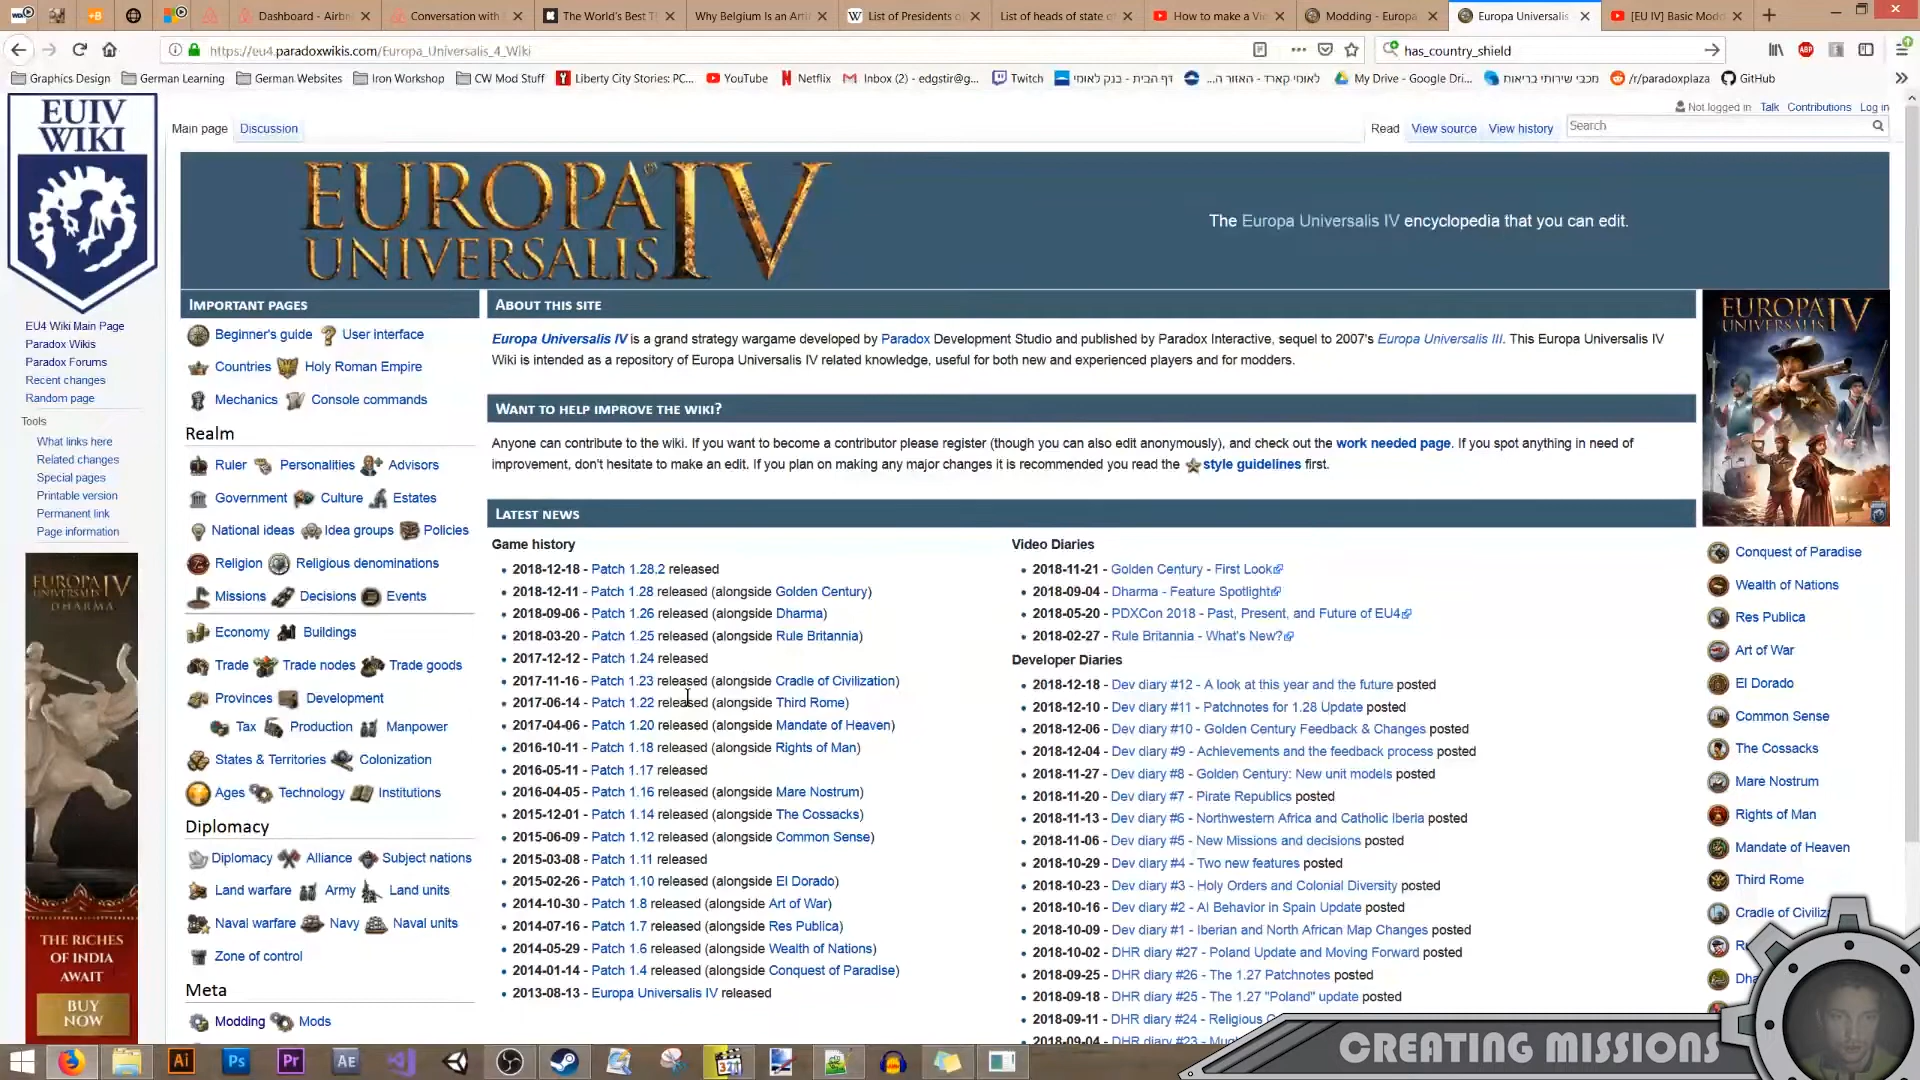 Dashboard - Airbn
Conversation with
The World's Best T
Why Belgium Is an Arti
List of Presidents o
List of heads of state o
How to make a Vi
Modding - Europa
Europa Universalis
[EU IV] Basic Mod
https://eu4.paradoxwikis.com/Europa_Universalis_4_Wiki
has_country_shield
Graphics Design
German Learning
German Websites
Iron Workshop
CW Mod Stuff
Liberty City Stories: PC...
YouTube
Netflix
Inbox (2) - edgstir@g...
Twitch
דף הבית - בנק לאומי
לאומי קארד - האזור ה...
My Drive - Google Dri...
מכבי שירותי בריאות
/r/paradoxplaza
GitHub
EUIV
WIKI
Not logged in Talk Contributions Log in
Main page Discussion
Read View source View history
Search
EUROPA
UNIVERSALIS IV
The Europa Universalis IV encyclopedia that you can edit.
EU4 Wiki Main Page
Paradox Wikis
Paradox Forums
Recent changes
Random page
Tools
What links here
Related changes
Special pages
Printable version
Permanent link
Page information
EUROPA IV
UNIVERSALIS
DHARMA
THE RICHES
OF INDIA
AWAIT
BUY
NOW
Important pages
Beginner's guide User interface
Countries Holy Roman Empire
Mechanics Console commands
Realm
Ruler Personalities Advisors
Government Culture Estates
National ideas Idea groups Policies
Religion Religious denominations
Missions Decisions Events
Economy Buildings
Trade Trade nodes Trade goods
Provinces Development
Tax Production Manpower
States & Territories Colonization
Ages Technology Institutions
Diplomacy
Diplomacy Alliance Subject nations
Land warfare Army Land units
Naval warfare Navy Naval units
Zone of control
Meta
Modding Mods
About this site
Europa Universalis IV is a grand strategy wargame developed by Paradox Development Studio and published by Paradox Interactive, sequel to 2007's Europa Universalis III. This Europa Universalis IV
Wiki is intended as a repository of Europa Universalis IV related knowledge, useful for both new and experienced players and for modders.
Want to help improve the wiki?
Anyone can contribute to the wiki. If you want to become a contributor please register (though you can also edit anonymously), and check out the work needed page. If you spot anything in need of
improvement, don't hesitate to make an edit. If you plan on making any major changes it is recommended you read the style guidelines first.
Latest news
Game history
2018-12-18 - Patch 1.28.2 released
2018-12-11 - Patch 1.28 released (alongside Golden Century)
2018-09-06 - Patch 1.26 released (alongside Dharma)
2018-03-20 - Patch 1.25 released (alongside Rule Britannia)
2017-12-12 - Patch 1.24 released
2017-11-16 - Patch 1.23 released (alongside Cradle of Civilization)
2017-06-14 - Patch 1.22 released (alongside Third Rome)
2017-04-06 - Patch 1.20 released (alongside Mandate of Heaven)
2016-10-11 - Patch 1.18 released (alongside Rights of Man)
2016-05-11 - Patch 1.17 released
2016-04-05 - Patch 1.16 released (alongside Mare Nostrum)
2015-12-01 - Patch 1.14 released (alongside The Cossacks)
2015-06-09 - Patch 1.12 released (alongside Common Sense)
2015-03-08 - Patch 1.11 released
2015-02-26 - Patch 1.10 released (alongside El Dorado)
2014-10-30 - Patch 1.8 released (alongside Art of War)
2014-07-16 - Patch 1.7 released (alongside Res Publica)
2014-05-29 - Patch 1.6 released (alongside Wealth of Nations)
2014-01-14 - Patch 1.4 released (alongside Conquest of Paradise)
2013-08-13 - Europa Universalis IV released
Video Diaries
2018-11-21 - Golden Century - First Look
2018-09-04 - Dharma - Feature Spotlight
2018-05-20 - PDXCon 2018 - Past, Present, and Future of EU4
2018-02-27 - Rule Britannia - What's New?
Developer Diaries
2018-12-18 - Dev diary #12 - A look at this year and the future posted
2018-12-10 - Dev diary #11 - Patchnotes for 1.28 Update posted
2018-12-06 - Dev diary #10 - Golden Century Feedback & Changes posted
2018-12-04 - Dev diary #9 - Achievements and the feedback process posted
2018-11-27 - Dev diary #8 - Golden Century: New unit models posted
2018-11-20 - Dev diary #7 - Pirate Republics posted
2018-11-13 - Dev diary #6 - Northwestern Africa and Catholic Iberia posted
2018-11-06 - Dev diary #5 - New Missions and decisions posted
2018-10-29 - Dev diary #4 - Two new features posted
2018-10-23 - Dev diary #3 - Holy Orders and Colonial Diversity posted
2018-10-16 - Dev diary #2 - AI Behavior in Spain Update posted
2018-10-09 - Dev diary #1 - Iberian and North African Map Changes posted
2018-10-02 - DHR diary #27 - Poland Update and Moving Forward posted
2018-09-25 - DHR diary #26 - The 1.27 Patchnotes posted
2018-09-18 - DHR diary #25 - The 1.27 "Poland" update posted
2018-09-11 - DHR diary #24 - Religious
2018-09-04 - DHR diary #23 -
EUROPA IV
UNIVERSALIS
Conquest of Paradise
Wealth of Nations
Res Publica
Art of War
El Dorado
Common Sense
The Cossacks
Mare Nostrum
Rights of Man
Mandate of Heaven
Third Rome
Cradle of Civiliz
CREATING MISSIONS